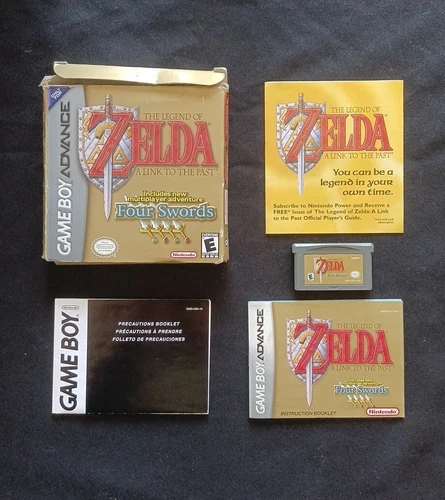 GAME BOY ADVANCE
THE LEGEND OF
ZELDA
A LINK TO THE PAST
Includes new
multiplayer adventure
Four Swords
Nintendo
E
THE LEGEND OF
ZELDA
A LINK TO THE PAST
You can be a
legend in your
own time.
Subscribe to Nintendo Power and Receive a
FREE* Issue of The Legend of Zelda: A Link
to the Past Official Player's Guide.
ZELDA
GAME BOY
PRECAUTIONS BOOKLET
PRÉCAUTIONS À PRENDRE
FOLLETO DE PRECAUCIONES
GAME BOY ADVANCE
THE LEGEND OF
ZELDA
A LINK TO THE PAST
Four Swords
Nintendo
INSTRUCTION BOOKLET